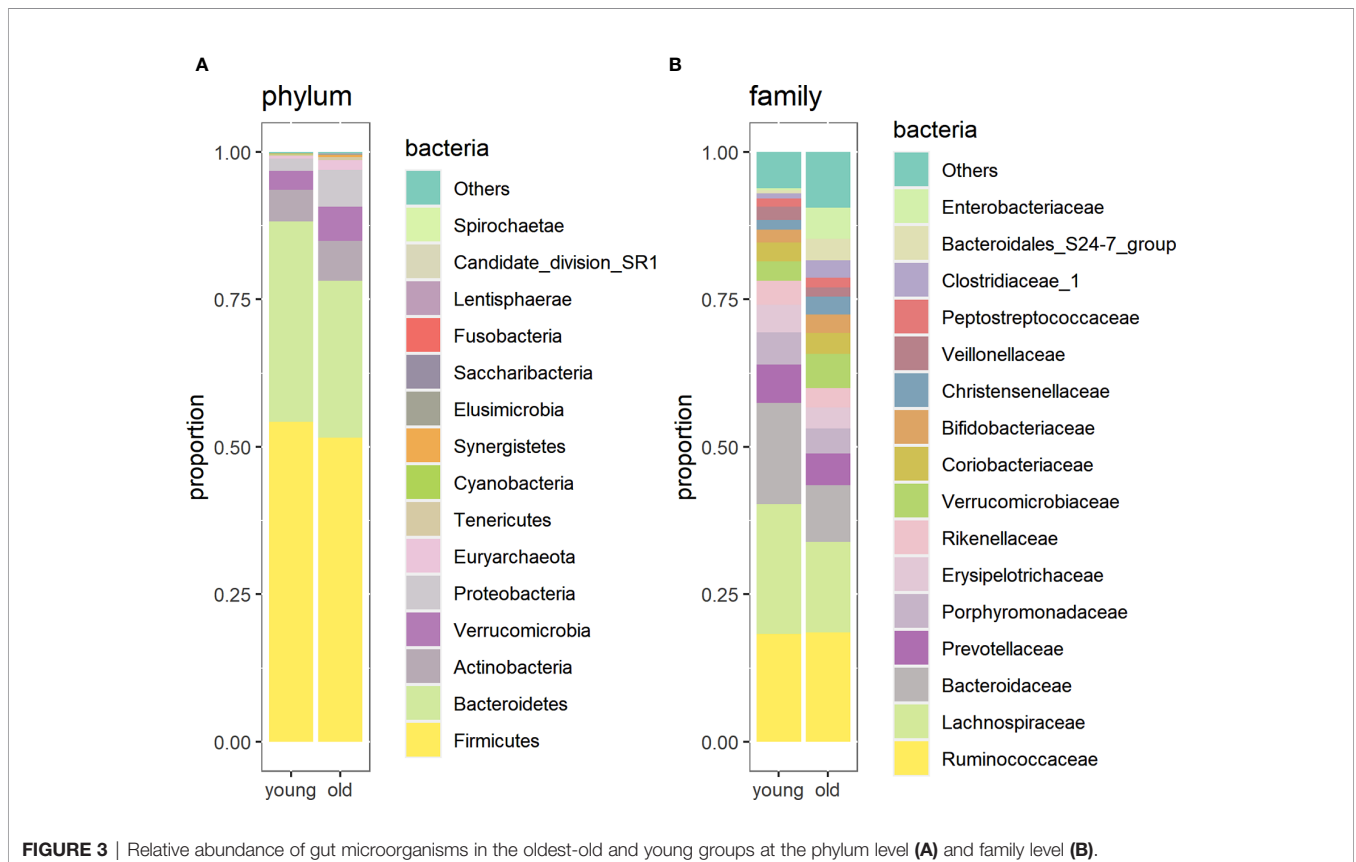 A
phylum
proportion
1.00
0.75
0.50
0.25
0.00
young old
bacteria
Others
Spirochaetae
Candidate_division_SR1
Lentisphaerae
Fusobacteria
Saccharibacteria
Elusimicrobia
Synergistetes
Cyanobacteria
Tenericutes
Euryarchaeota
Proteobacteria
Verrucomicrobia
Actinobacteria
Bacteroidetes
Firmicutes
B
family
proportion
1.00
0.75
0.50
0.25
0.00
young old
bacteria
Others
Enterobacteriaceae
Bacteroidales_S24-7_group
Clostridiaceae_1
Peptostreptococcaceae
Veillonellaceae
Christensenellaceae
Bifidobacteriaceae
Coriobacteriaceae
Verrucomicrobiaceae
Rikenellaceae
Erysipelotrichaceae
Porphyromonadaceae
Prevotellaceae
Bacteroidaceae
Lachnospiraceae
Ruminococcaceae
FIGURE 3 | Relative abundance of gut microorganisms in the oldest-old and young groups at the phylum level (A) and family level (B).